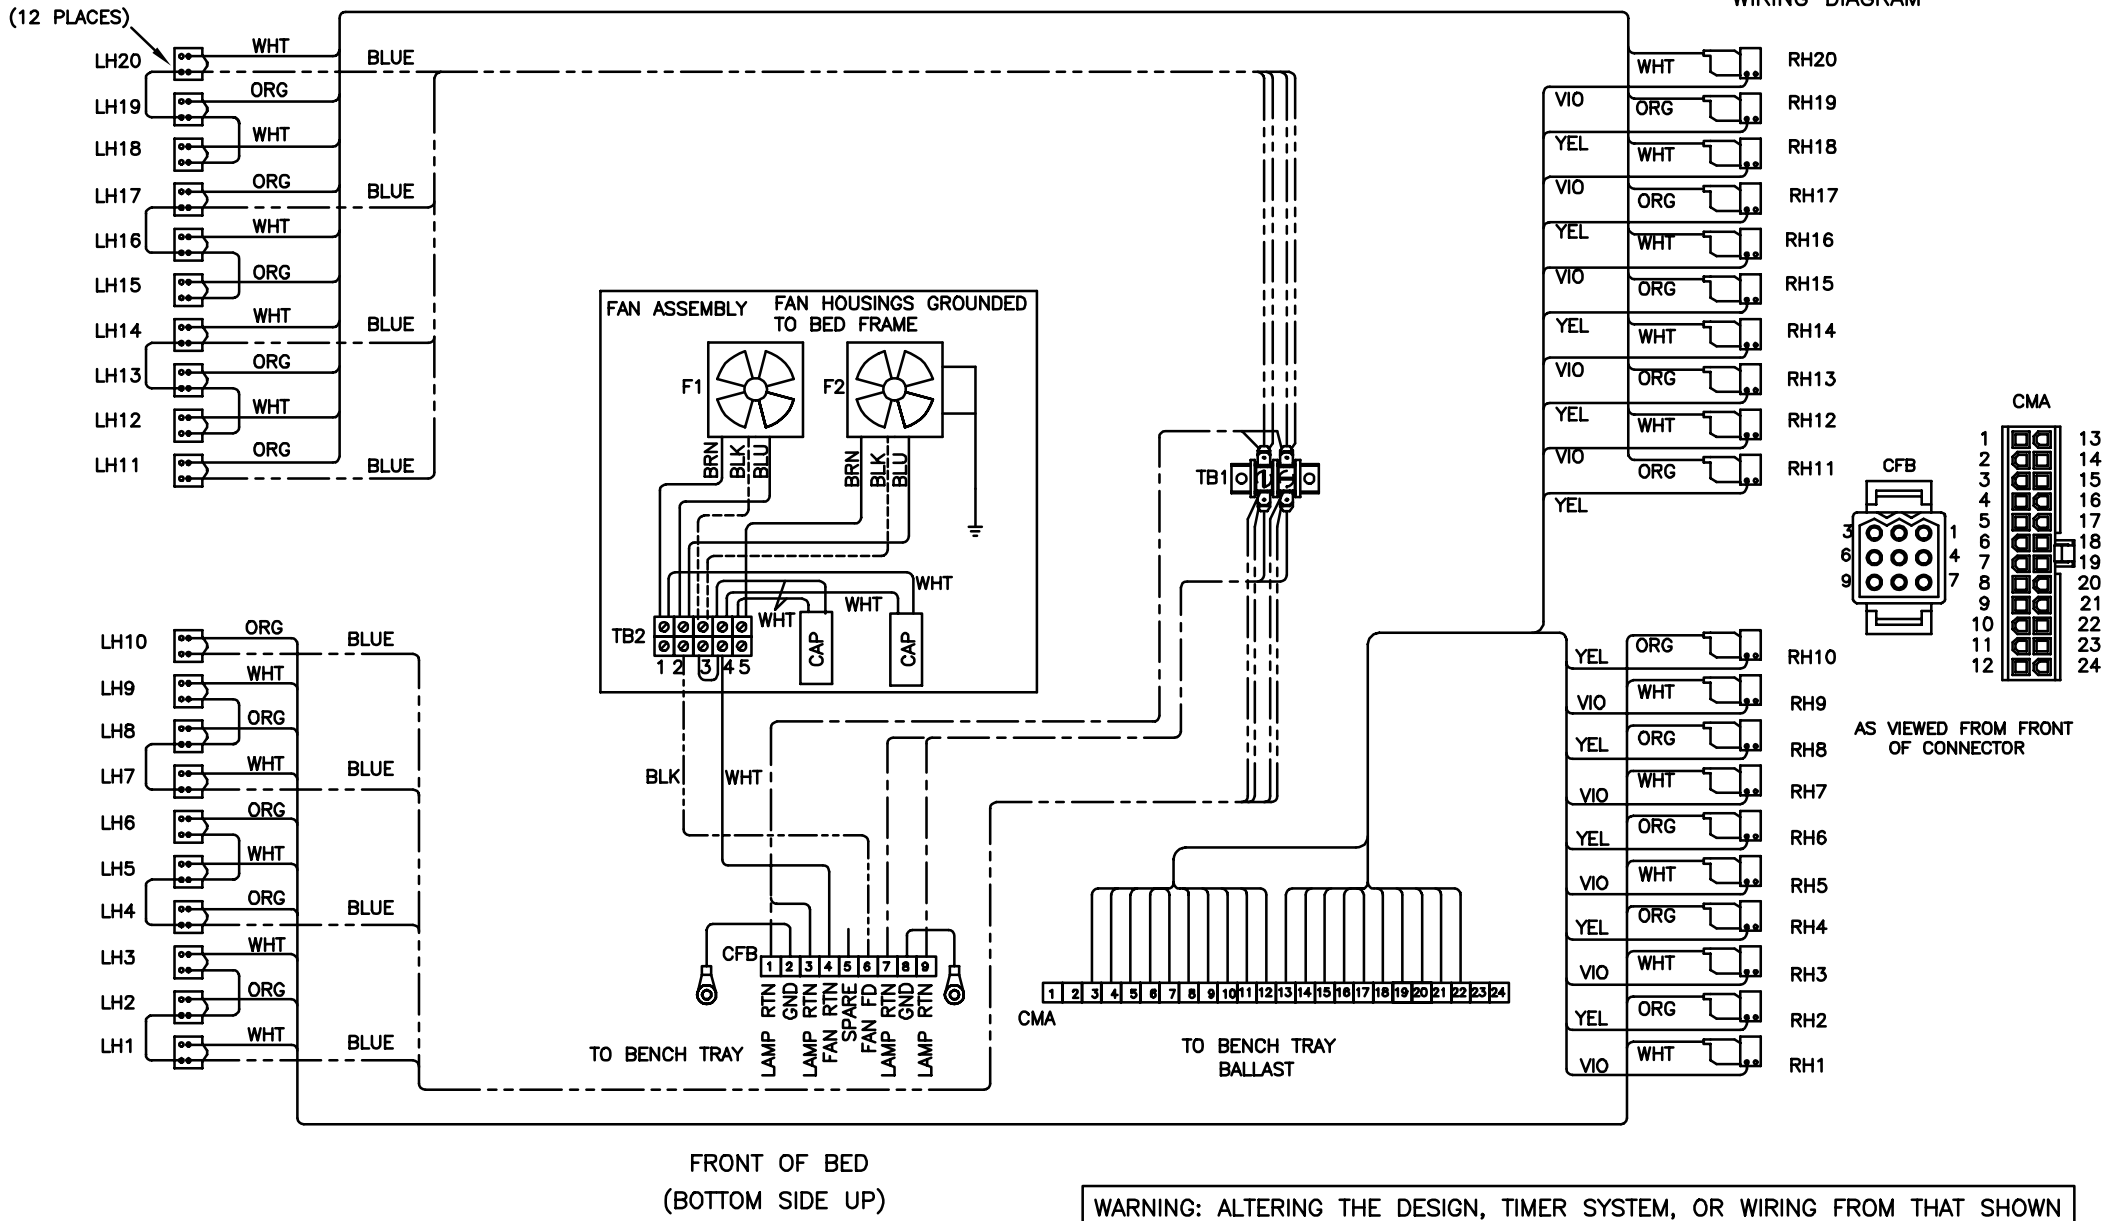 (12 PLACES)
WIRING DIAGRAM
LH20 WHT BLUE
LH19 ORG
LH18 WHT
LH17 ORG BLUE
LH16 WHT
LH15 ORG
LH14 WHT BLUE
LH13 ORG
LH12 WHT
LH11 ORG BLUE
LH10 ORG BLUE
LH9 WHT
LH8 ORG
LH7 WHT BLUE
LH6 ORG
LH5 WHT
LH4 ORG BLUE
LH3 WHT
LH2 ORG
LH1 WHT BLUE
FAN ASSEMBLY
FAN HOUSINGS GROUNDED
TO BED FRAME
F1
F2
BRN
BLK
BLU
BRN
BLK
BLU
WHT
WHT
WHT
TB2
CAP
CAP
1 2 3 4 5
TB1
BLK
WHT
CFB
1 2 3 4 5 6 7 8 9
LAMP RTN
GND
LAMP RTN
FAN RTN
SPARE
FAN FD
LAMP RTN
GND
LAMP RTN
TO BENCH TRAY
1 2 3 4 5 6 7 8 9 10 11 12 13 14 15 16 17 18 19 20 21 22 23 24
CMA
TO BENCH TRAY
BALLAST
WHT RH20
VIO ORG RH19
YEL WHT RH18
VIO ORG RH17
YEL WHT RH16
VIO ORG RH15
YEL WHT RH14
VIO ORG RH13
YEL WHT RH12
VIO ORG RH11
YEL
YEL ORG RH10
VIO WHT RH9
YEL ORG RH8
VIO WHT RH7
YEL ORG RH6
VIO WHT RH5
YEL ORG RH4
VIO WHT RH3
YEL ORG RH2
VIO WHT RH1
CFB
3 1
6 4
9 7
CMA
1 13
2 14
3 15
4 16
5 17
6 18
7 19
8 20
9 21
10 22
11 23
12 24
AS VIEWED FROM FRONT
OF CONNECTOR
FRONT OF BED
(BOTTOM SIDE UP)
WARNING: ALTERING THE DESIGN, TIMER SYSTEM, OR WIRING FROM THAT SHOWN